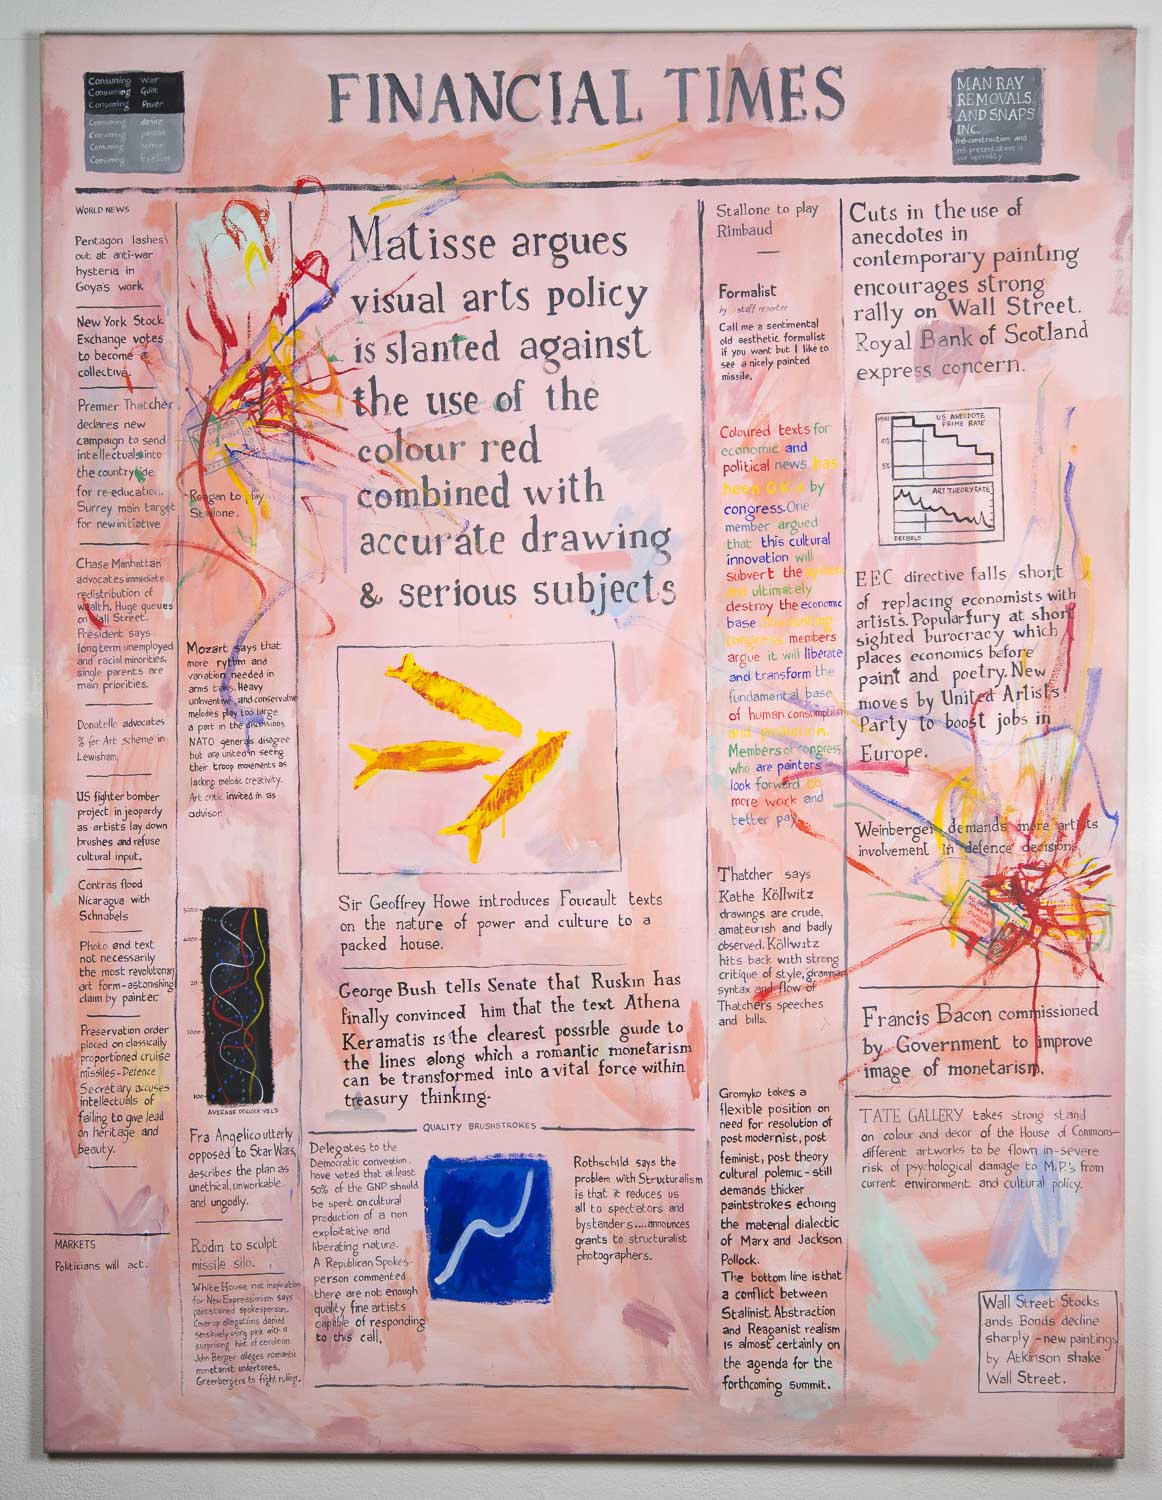 Consuming War
Consuming Guilt
Consuming Power
Consuming desire
Consuming passion
Consuming
Consuming freedom
FINANCIAL TIMES
MAN RAY
REMOVALS
AND SNAPS
INC.
(re)-construction and
(re)-presentation is
our speciality
WORLD NEWS
Pentagon lashes
out at anti-war
hysteria in
Goya's work
New York Stock
Exchange votes
to become a
collective.
Premier Thatcher
declares new
campaign to send
intellectuals into
the countryside
for re-education.
Surrey main target
for new initiative
Chase Manhattan
advocates immediate
redistribution of
wealth. Huge queues
on Wall Street.
President says
long term unemployed
and racial minorities,
single parents are
main priorities.
Donatello advocates
% for Art scheme in
Lewisham.
US fighter bomber
project in jeopardy
as artists lay down
brushes and refuse
cultural input.
Contras flood
Nicaragua with
Schnabels
Photo and text
not necessarily
the most revolutionary
art form - astonishing
claim by painter
Preservation order
placed on classically
proportioned cruise
missiles - Defence
Secretary accuses
intellectuals of
failing to give lead
on heritage and
beauty.
MARKETS
Politicians will act.
Reagan to play
Stallone.
Mozart says that
more rythm and
variation needed in
arms talks. Heavy
uninventive and conservative
melodies play too large
a part in the discussions.
NATO generals disagree
but are united in seeing
their troop movements as
lacking melodic creativity.
Art critic invited in as
advisor.
AVERAGE POLLOCK YIELD
Fra Angelico utterly
opposed to Star Wars,
describes the plan as
unethical, unworkable
and ungodly.
Rodin to sculpt
missile silo.
White House not inspiration
for New Expressionism says
paintstained spokesperson.
Cover up allegations denied
sensitively using pink with a
surprising hint of cerulean.
John Berger alleges romantic
monetarist undertones.
Greenbergers to fight ruling.
Matisse argues
visual arts policy
is slanted against
the use of the
colour red
combined with
accurate drawing
& serious subjects
Sir Geoffrey Howe introduces Foucault texts
on the nature of power and culture to a
packed house.
George Bush tells Senate that Ruskin has
finally convinced him that the text Athena
Keramatis is the clearest possible guide to
the lines along which a romantic monetarism
can be transformed into a vital force within
treasury thinking.
QUALITY BRUSHSTROKES
Delegates to the
Democratic convention
have voted that at least
50% of the GNP should
be spent on cultural
production of a non
exploitative and
liberating nature.
A Republican Spokes-
person commented
there are not enough
quality fine artists
capable of responding
to this call.
Rothschild says the
problem with Structuralism
is that it reduces us
all to spectators and
bystanders....announces
grants to structuralist
photographers.
Stallone to play
Rimbaud
Formalist
by staff reporter
Call me a sentimental
old aesthetic formalist
if you want but I like to
see a nicely painted
missile.
Coloured texts for
economic and
political news has
been O.K.d by
congress. One
member argued
that this cultural
innovation will
subvert the system
and ultimately
destroy the economic
base.
congress members
argue it will liberate
and transform the
fundamental base
of human consumption
and production.
Members of congress
who are painters
look forward to
more work and
better pay.
Thatcher says
Kathe Köllwitz
drawings are crude,
amateurish and badly
observed. Köllwitz
hits back with strong
critique of style, grammar
syntax and flow of
Thatchers speeches
and bills.
Gromyko takes a
flexible position on
need for resolution of
post modernist, post
feminist, post theory
cultural polemic - still
demands thicker
paintstrokes echoing
the material dialectic
of Marx and Jackson
Pollock.
The bottom line is that
a conflict between
Stalinist Abstraction
and Reaganist realism
is almost certainly on
the agenda for the
forthcoming summit.
Cuts in the use of
anecdotes in
contemporary painting
encourages strong
rally on Wall Street.
Royal Bank of Scotland
express concern.
US ANECDOTE
PRIME RATE
10%
5%
ART THEORY RATE
DECIBELS
EEC directive falls short
of replacing economists with
artists. Popular fury at short
sighted burocracy which
places economics before
paint and poetry. New
moves by United Artists
Party to boost jobs in
Europe.
Weinberger demands more artists
involvement in defence decisions.
Francis Bacon commissioned
by Government to improve
image of monetarism.
TATE GALLERY takes strong stand
on colour and decor of the House of Commons-
different artworks to be flown in-severe
risk of psychological damage to M.P.'s from
current environment and cultural policy.
Wall Street Stocks
ands Bonds decline
sharply - new paintings
by Atkinson shake
Wall Street.